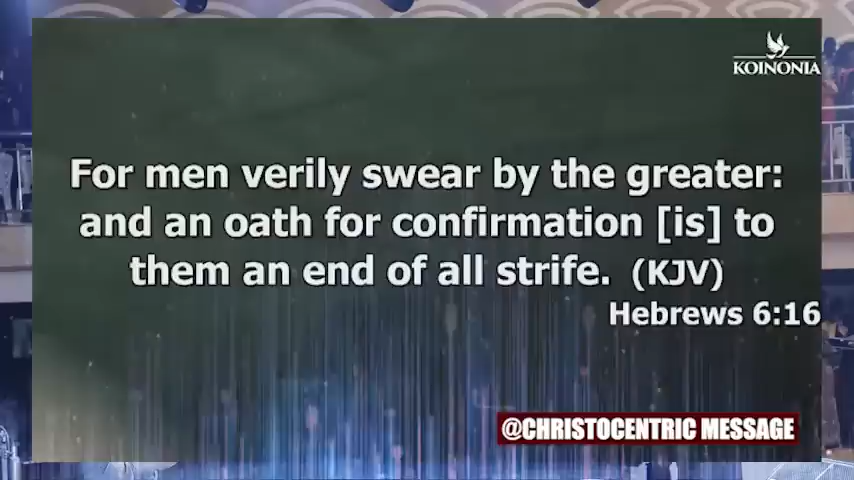 KOINONIA
For men verily swear by the greater:
and an oath for confirmation [is] to
them an end of all strife. (KJV)
Hebrews 6:16
@CHRISTOCENTRIC MESSAGE